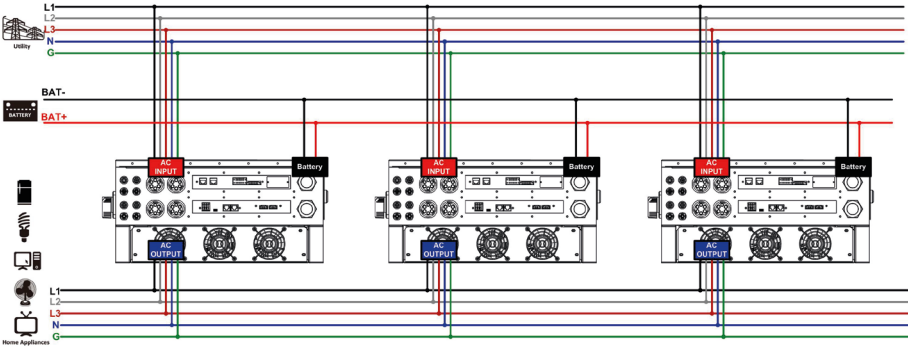 L1
L2
L3
N
G
Utility
BAT-
BATTERY
BAT+
AC
INPUT
Battery
AC
INPUT
Battery
AC
INPUT
Battery
AC
OUTPUT
AC
OUTPUT
AC
OUTPUT
L1
L2
L3
N
G
Home Appliances